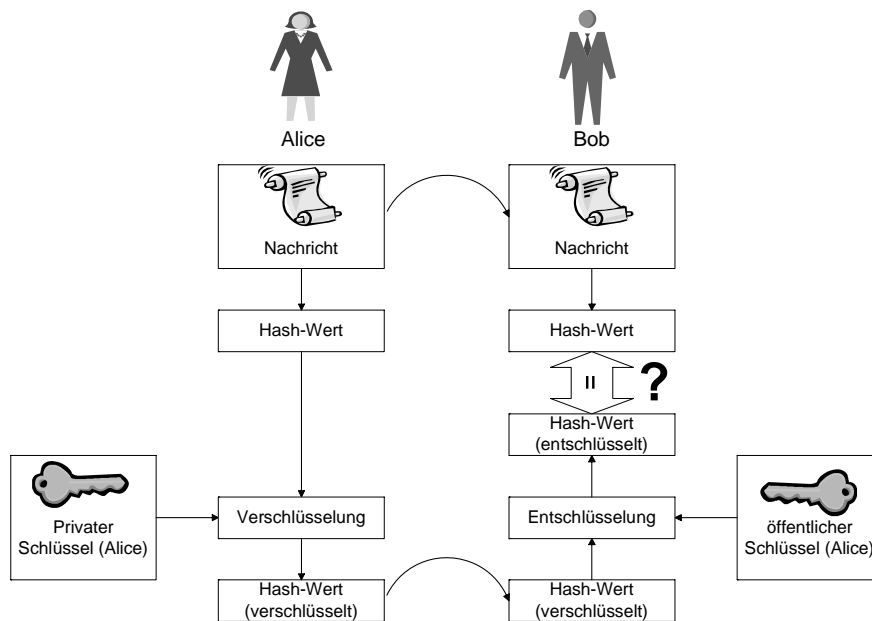 Alice
Bob
Nachricht
Nachricht
Hash-Wert
Hash-Wert
=
?
Hash-Wert
(entschlüsselt)
Privater
Schlüssel (Alice)
Verschlüsselung
Entschlüsselung
öffentlicher
Schlüssel (Alice)
Hash-Wert
(verschlüsselt)
Hash-Wert
(verschlüsselt)